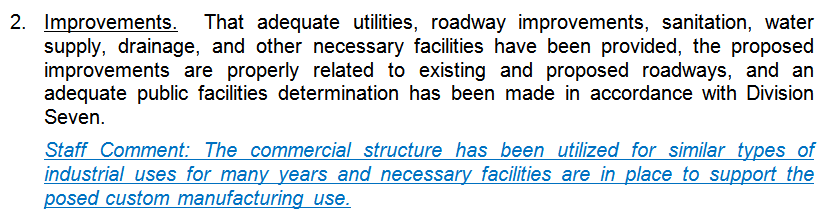 2. Improvements. That adequate utilities, roadway improvements, sanitation, water
supply, drainage, and other necessary facilities have been provided, the proposed
improvements are properly related to existing and proposed roadways, and an
adequate public facilities determination has been made in accordance with Division
Seven.
Staff Comment: The commercial structure has been utilized for similar types of
industrial uses for many years and necessary facilities are in place to support the
posed custom manufacturing use.